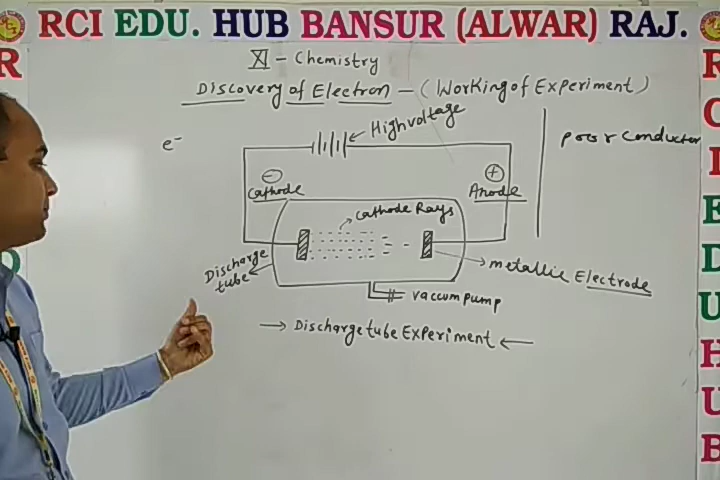 RCI EDU. HUB BANSUR (ALWAR) RAJ.
XI - Chemistry
Discovery of Electron - (Working of Experiment)
e-
High voltage
Poor Conductor
-
Cathode
+
Anode
Cathode Rays
Discharge
tube
metallic Electrode
vaccum pump
→ Discharge tube Experiment ←
R
D
R
C
I
E
D
U
H
U
B